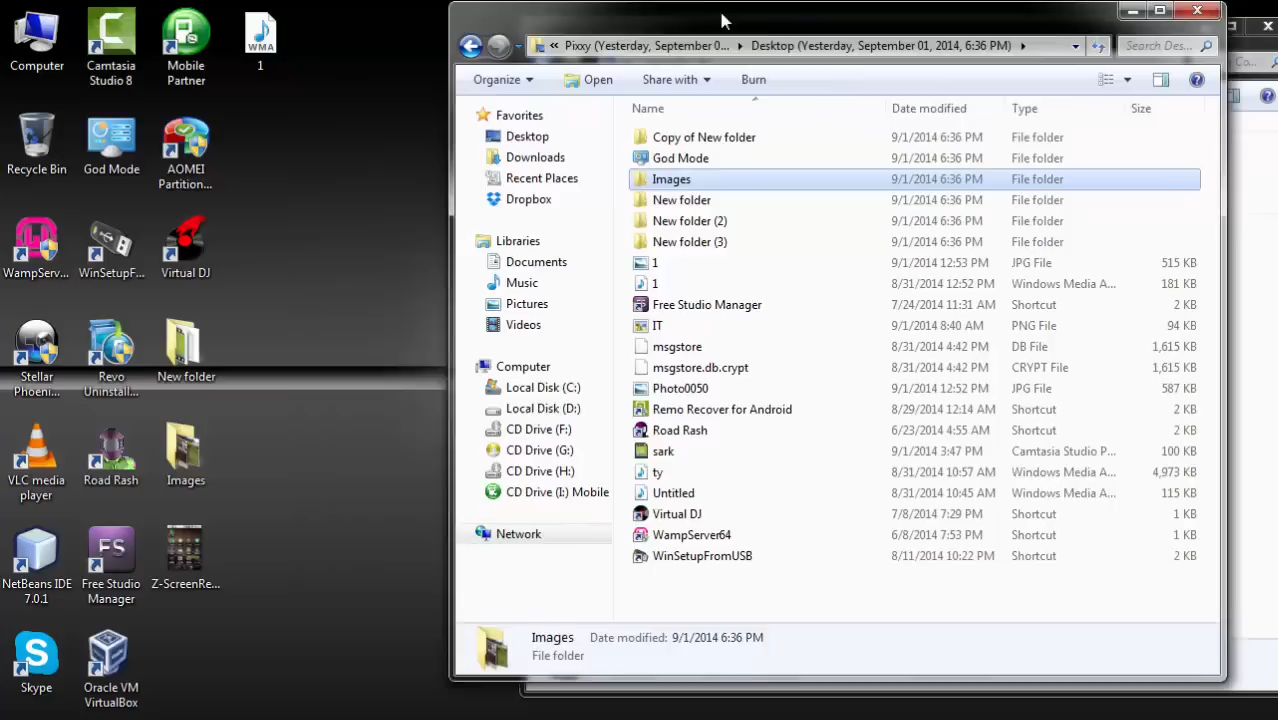 Computer
Camtasia
Studio 8
Mobile
Partner
WMA
1
Recycle Bin
God Mode
AOMEI
Partition...
WampServ...
WinSetupF...
Virtual DJ
Stellar
Phoeni...
Revo
Uninstall...
New folder
VLC media
player
Road Rash
Images
NetBeans IDE
7.0.1
FS
Free Studio
Manager
Z-ScreenRe...
S
Skype
Oracle VM
VirtualBox
« Pixxy (Yesterday, September 0... Desktop (Yesterday, September 01, 2014, 6:36 PM)
Search Des...
Co...
Organize Open Share with Burn
Favorites
Desktop
Downloads
Recent Places
Dropbox
Libraries
Documents
Music
Pictures
Videos
Computer
Local Disk (C:)
Local Disk (D:)
CD Drive (F:)
CD Drive (G:)
CD Drive (H:)
CD Drive (I:) Mobile
Network
Name Date modified Type Size
Copy of New folder 9/1/2014 6:36 PM File folder
God Mode 9/1/2014 6:36 PM File folder
Images 9/1/2014 6:36 PM File folder
New folder 9/1/2014 6:36 PM File folder
New folder (2) 9/1/2014 6:36 PM File folder
New folder (3) 9/1/2014 6:36 PM File folder
1 9/1/2014 12:53 PM JPG File 515 KB
1 8/31/2014 12:52 PM Windows Media A... 181 KB
Free Studio Manager 7/24/2014 11:31 AM Shortcut 2 KB
IT 9/1/2014 8:40 AM PNG File 94 KB
msgstore 8/31/2014 4:42 PM DB File 1,615 KB
msgstore.db.crypt 8/31/2014 4:42 PM CRYPT File 1,615 KB
Photo0050 9/1/2014 12:52 PM JPG File 587 KB
Remo Recover for Android 8/29/2014 12:14 AM Shortcut 2 KB
Road Rash 6/23/2014 4:55 AM Shortcut 2 KB
sark 9/1/2014 3:47 PM Camtasia Studio P... 100 KB
ty 8/31/2014 10:57 AM Windows Media A... 4,973 KB
Untitled 8/31/2014 10:45 AM Windows Media A... 115 KB
Virtual DJ 7/8/2014 7:29 PM Shortcut 1 KB
WampServer64 6/8/2014 7:53 PM Shortcut 1 KB
WinSetupFromUSB 8/11/2014 10:22 PM Shortcut 2 KB
Images Date modified: 9/1/2014 6:36 PM
File folder